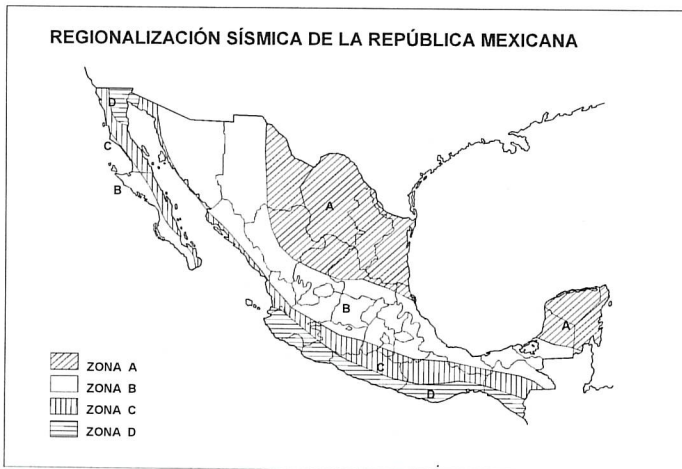 REGIONALIZACIÓN SÍSMICA DE LA REPÚBLICA MEXICANA
D
C
B
A
B
A
C
D
ZONA A
ZONA B
ZONA C
ZONA D